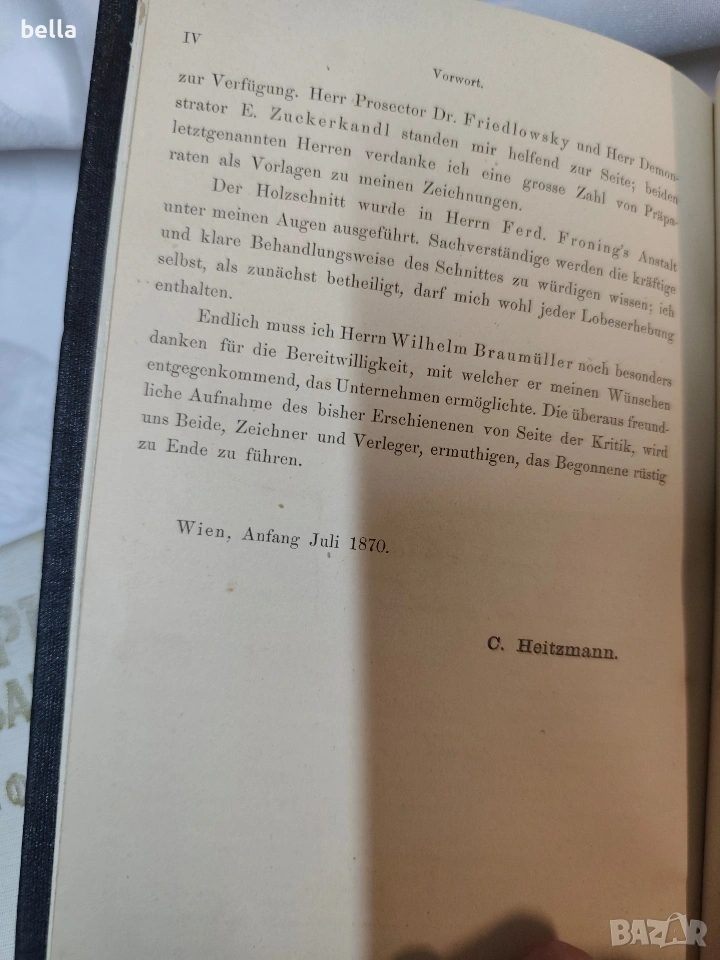 bella
IV
Vorwort.
zur Verfügung. Herr Prosector Dr. Friedlowsky und Herr Demon-
strator E. Zuckerkandl standen mir helfend zur Seite; beiden
letztgenannten Herren verdanke ich eine grosse Zahl von Präpa-
raten als Vorlagen zu meinen Zeichnungen.
Der Holzschnitt wurde in Herrn Ferd. Froning's Anstalt
unter meinen Augen ausgeführt. Sachverständige werden die kräftige
und klare Behandlungsweise des Schnittes zu würdigen wissen; ich
selbst, als zunächst betheiligt, darf mich wohl jeder Lobeserhebung
enthalten.
Endlich muss ich Herrn Wilhelm Braumüller noch besonders
danken für die Bereitwilligkeit, mit welcher er meinen Wünschen
entgegenkommend, das Unternehmen ermöglichte. Die überaus freund-
liche Aufnahme des bisher Erschienenen von Seite der Kritik, wird
uns Beide, Zeichner und Verleger, ermuthigen, das Begonnene rüstig
zu Ende zu führen.
Wien, Anfang Juli 1870.
C. Heitzmann.
BAZAR